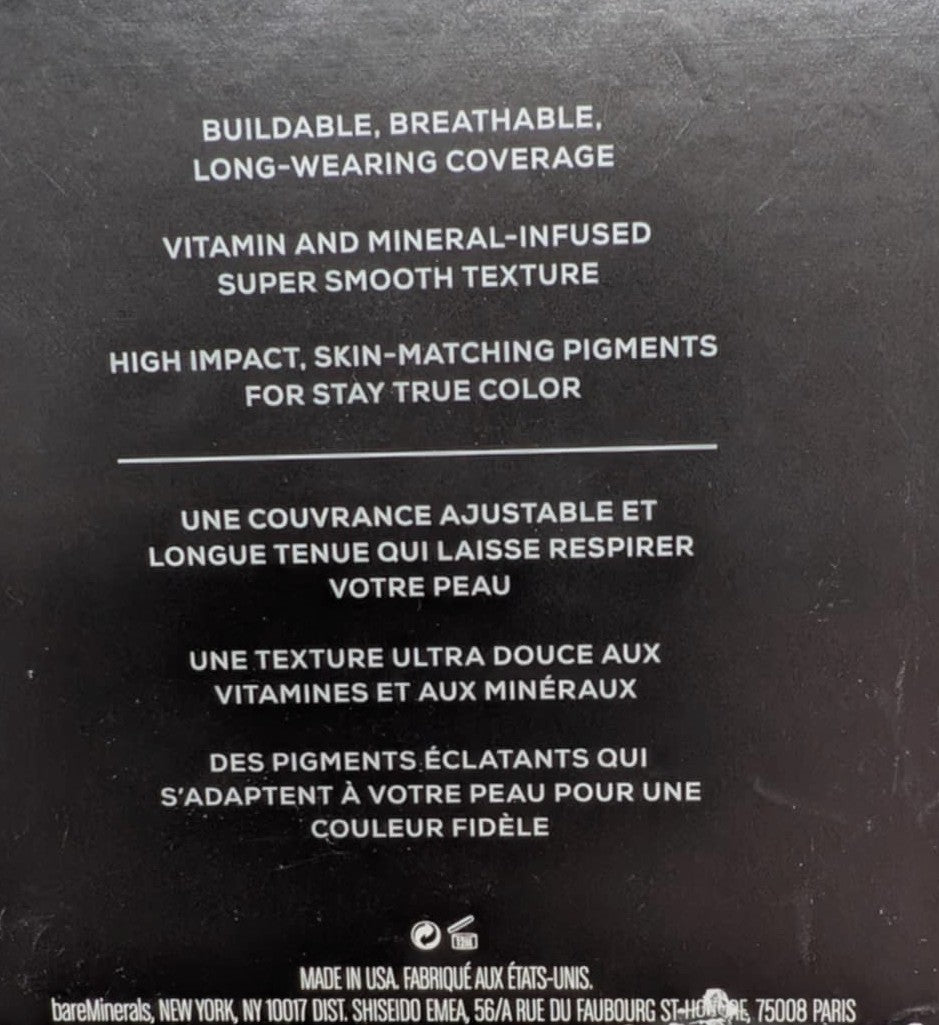 BUILDABLE, BREATHABLE,
LONG-WEARING COVERAGE
VITAMIN AND MINERAL-INFUSED
SUPER SMOOTH TEXTURE
HIGH IMPACT, SKIN-MATCHING PIGMENTS
FOR STAY TRUE COLOR
UNE COUVRANCE AJUSTABLE ET
LONGUE TENUE QUI LAISSE RESPIRER
VOTRE PEAU
UNE TEXTURE ULTRA DOUCE AUX
VITAMINES ET AUX MINÉRAUX
DES PIGMENTS ÉCLATANTS QUI
S'ADAPTENT À VOTRE PEAU POUR UNE
COULEUR FIDÈLE
MADE IN USA. FABRIQUÉ AUX ÉTATS-UNIS.
bareMinerals, NEW YORK, NY 10017 DIST. SHISEIDO EMEA, 56/A RUE DU FAUBOURG 75008 PARIS